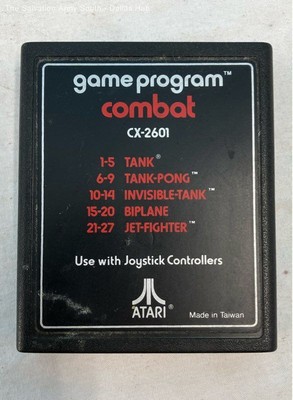 game program™
combat
CX-2601
1-5 TANK®
6-9 TANK-PONG™
10-14 INVISIBLE-TANK™
15-20 BIPLANE
21-27 JET-FIGHTER™
Use with Joystick Controllers
ATARI®
Made in Taiwan